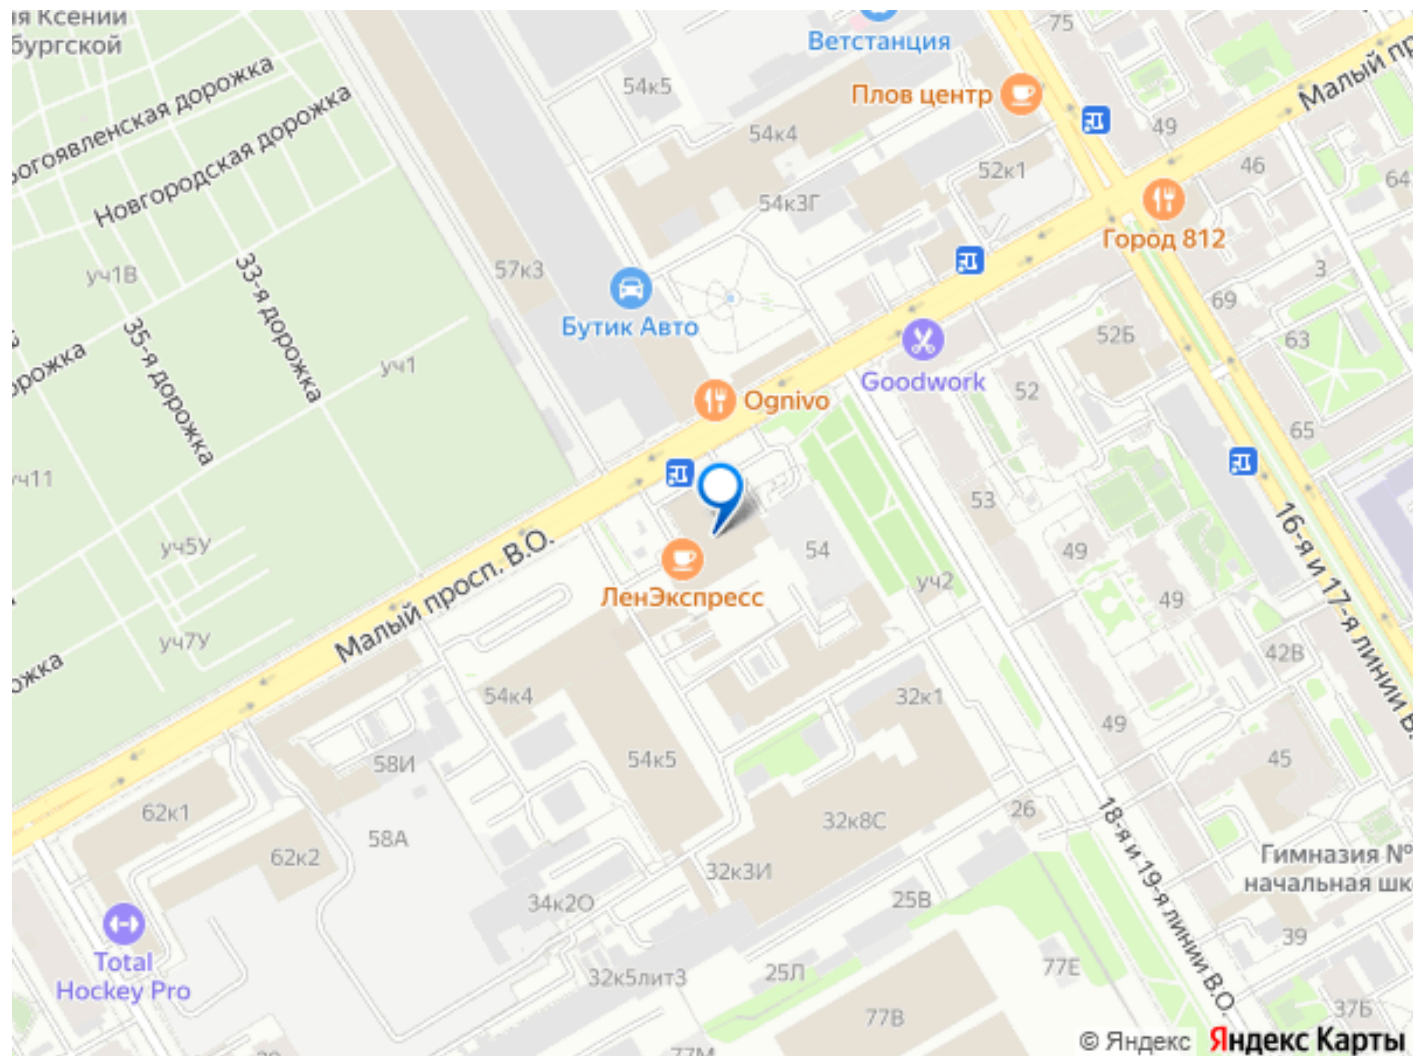 я Ксении
бургской
Ветстанция
75
Малый пр
54к5
Плов центр
54к4
49
огоявленская дорожка
Новгородская дорожка
52к1
46
64
54к3Г
Город 812
57к3
уч1В
33-я дорожка
Бутик Авто
3
69
52Б
63
35-я дорожка
орожка
уч1
Goodwork
52
Ognivo
65
ч11
53
16-я и 17-я линии В.
уч5У
Малый просп. В.О.
54
49
ЛенЭкспресс
уч2
49
уч7У
ожка
42В
54к4
32к1
49
58И
54к5
45
62к1
58А
32к8С
26
18-я и 19-я линии В.О.
62к2
32к3И
Гимназия №
начальная шк
34к2О
25В
39
Total
Hockey Pro
32к5лит3
25Л
77Е
77В
37Б
77М
© Яндекс Яндекс Карты